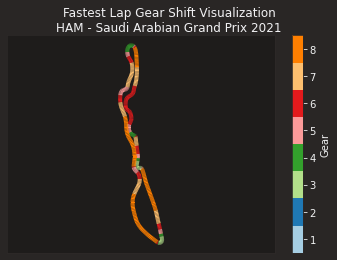 Fastest Lap Gear Shift Visualization
HAM - Saudi Arabian Grand Prix 2021
8
7
6
5
4
3
2
1
Gear